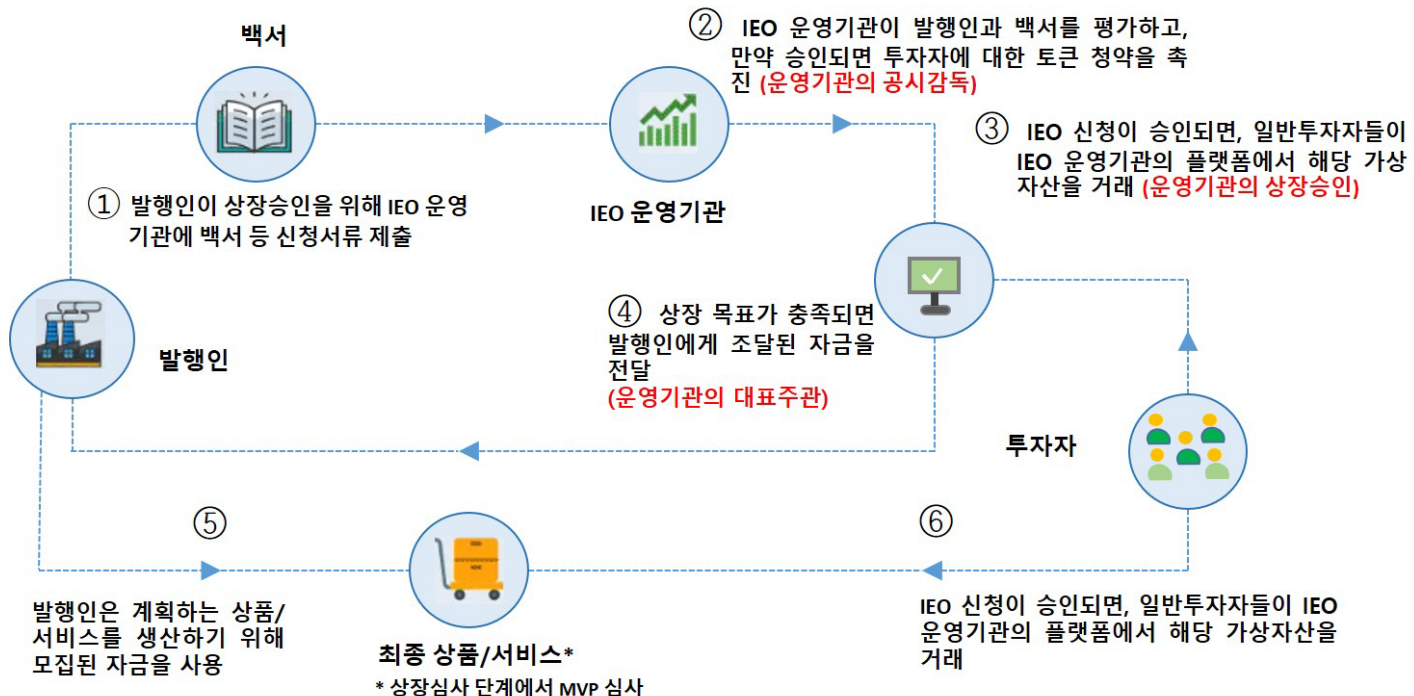 백서
② IEO 운영기관이 발행인과 백서를 평가하고,
만약 승인되면 투자자에 대한 토큰 청약을 촉
진 (운영기관의 공시감독)
③ IEO 신청이 승인되면, 일반투자자들이
IEO 운영기관의 플랫폼에서 해당 가상
자산을 거래 (운영기관의 상장승인)
① 발행인이 상장승인을 위해 IEO 운영
기관에 백서 등 신청서류 제출
IEO 운영기관
④ 상장 목표가 충족되면
발행인에게 조달된 자금을
전달
(운영기관의 대표주관)
발행인
투자자
⑤
⑥
발행인은 계획하는 상품/
서비스를 생산하기 위해
모집된 자금을 사용
최종 상품/서비스*
* 상장심사 단계에서 MVP 심사
IEO 신청이 승인되면, 일반투자자들이 IEO
운영기관의 플랫폼에서 해당 가상자산을
거래